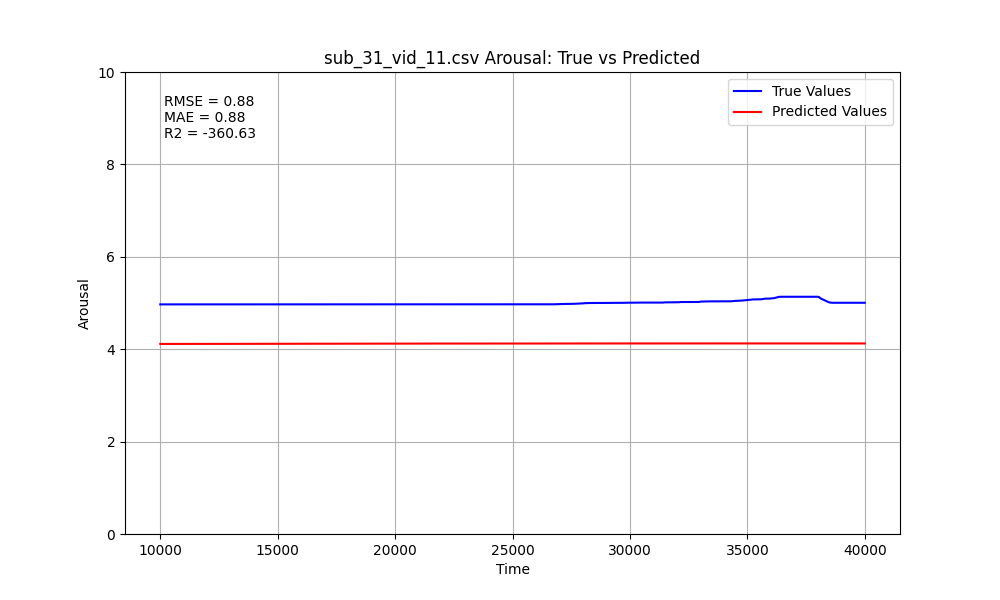 sub_31_vid_11.csv Arousal: True vs Predicted
RMSE = 0.88
MAE = 0.88
R2 = -360.63
True Values
Predicted Values
Arousal
10
8
6
4
2
0
10000 15000 20000 25000 30000 35000 40000
Time